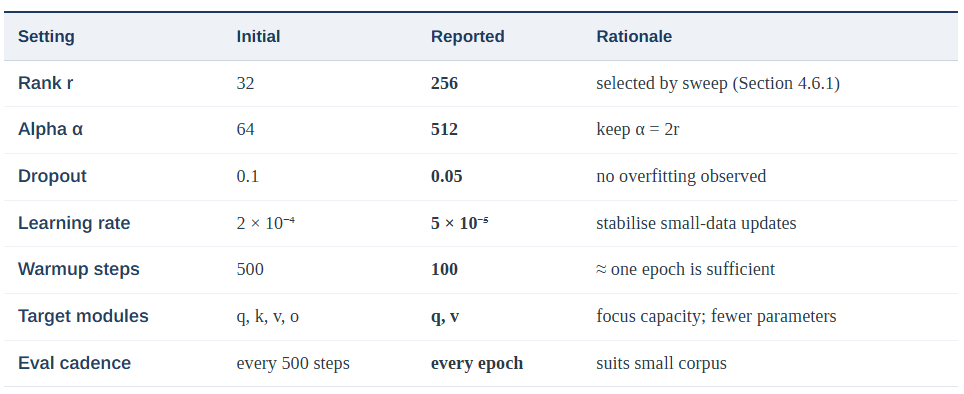 Setting Initial Reported Rationale
Rank r 32 256 selected by sweep (Section 4.6.1)
Alpha α 64 512 keep α = 2r
Dropout 0.1 0.05 no overfitting observed
Learning rate 2 × 10⁻⁴ 5 × 10⁻⁵ stabilise small-data updates
Warmup steps 500 100 ≈ one epoch is sufficient
Target modules q, k, v, o q, v focus capacity; fewer parameters
Eval cadence every 500 steps every epoch suits small corpus